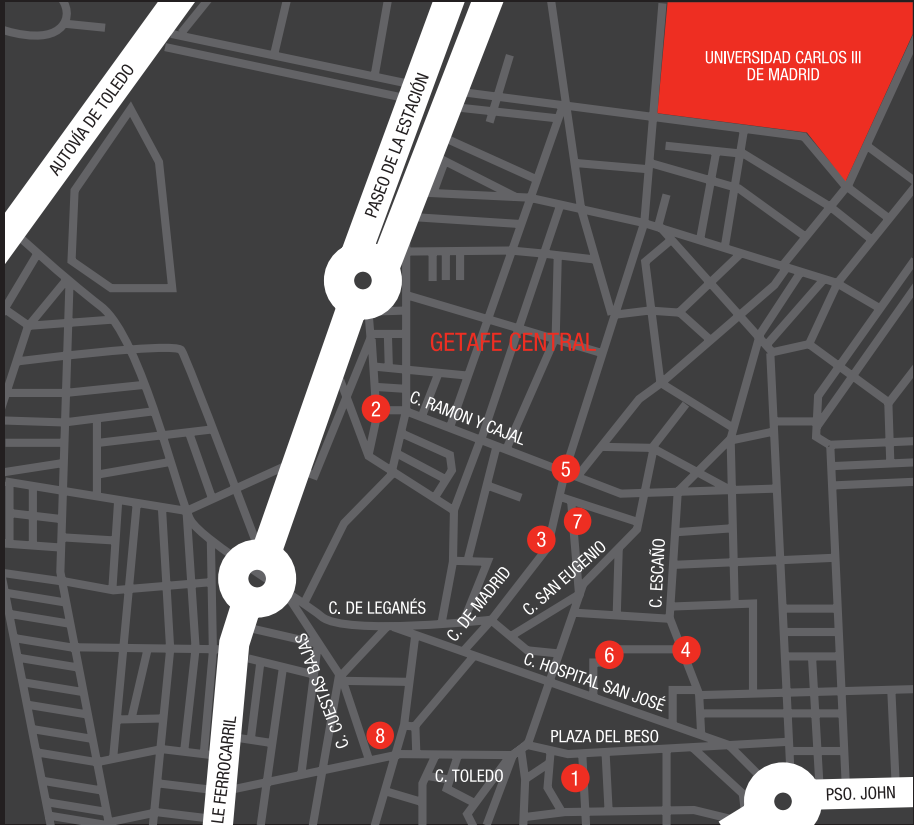 UNIVERSIDAD CARLOS III
DE MADRID
AUTOVÍA DE TOLEDO
PASEO DE LA ESTACIÓN
GETAFE CENTRAL
2
C. RAMON Y CAJAL
5
7
3
C. SAN EUGENIO
C. ESCAÑO
C. DE MADRID
C. DE LEGANÉS
C. CUESTAS BAJAS
6
4
C. HOSPITAL SAN JOSÉ
8
PLAZA DEL BESO
C. TOLEDO
1
LE FERROCARRIL
PSO. JOHN